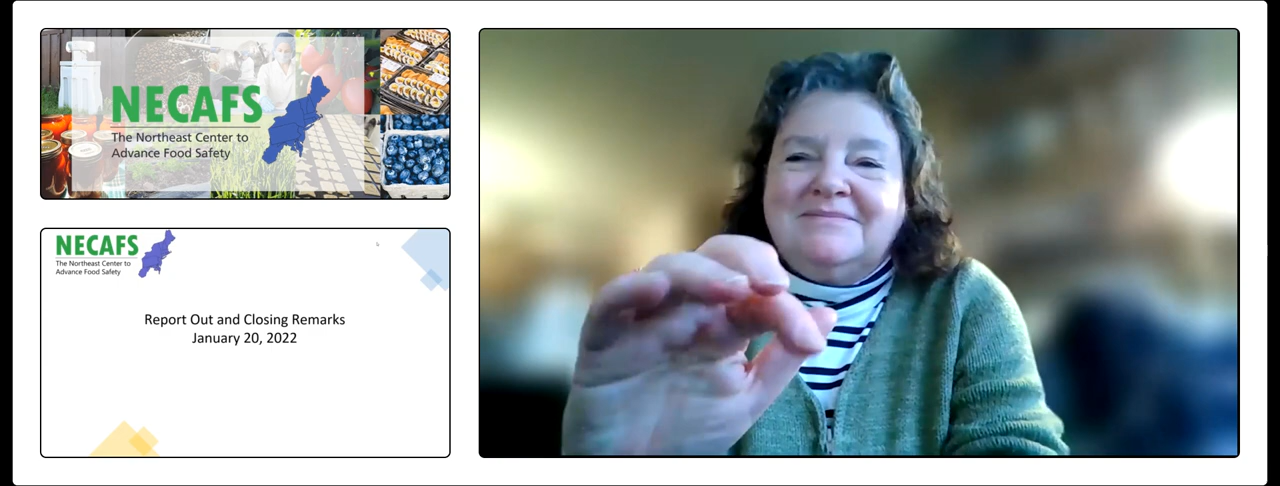 NECAFS
The Northeast Center to
Advance Food Safety
NECAFS
The Northeast Center to
Advance Food Safety
Report Out and Closing Remarks
January 20, 2022